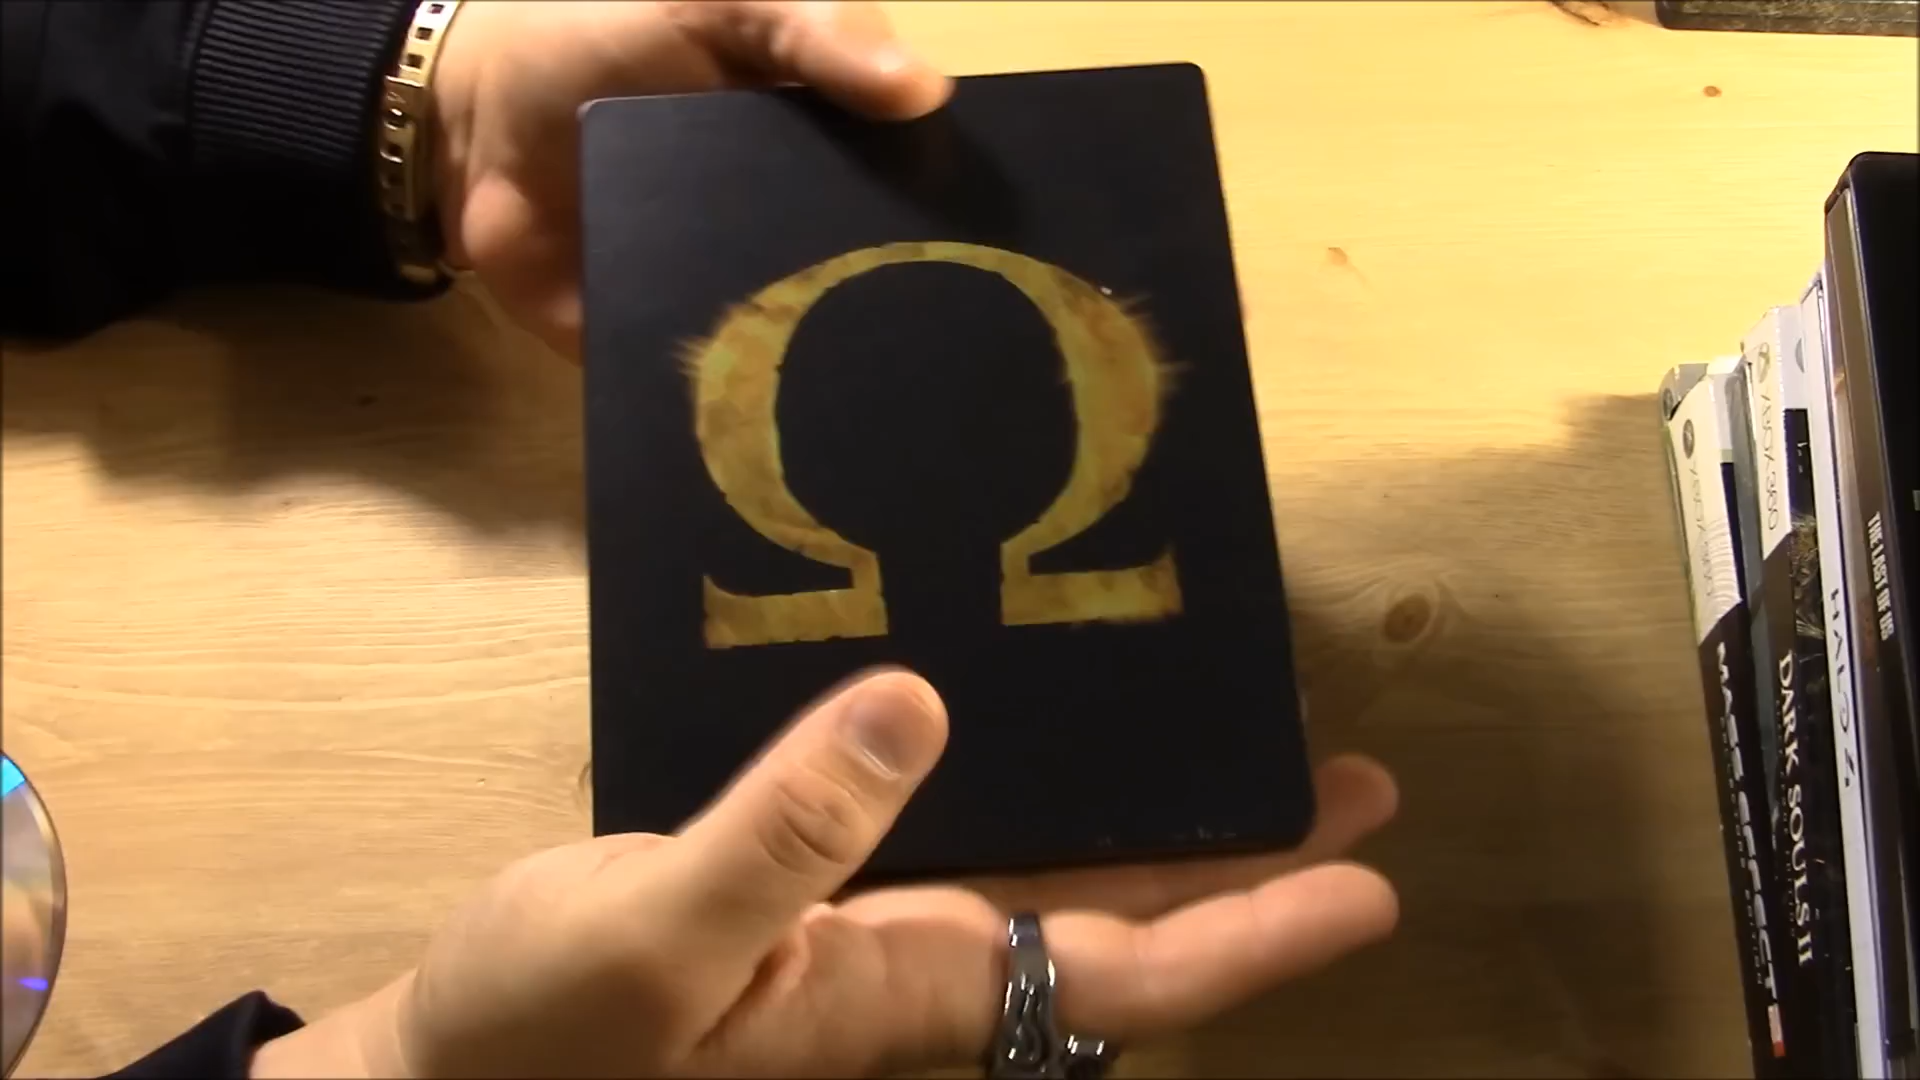 Ω
XBOX 360
MASS EFFECT
XBOX 360
DARK SOULS II
HALO 4
THE LAST OF US